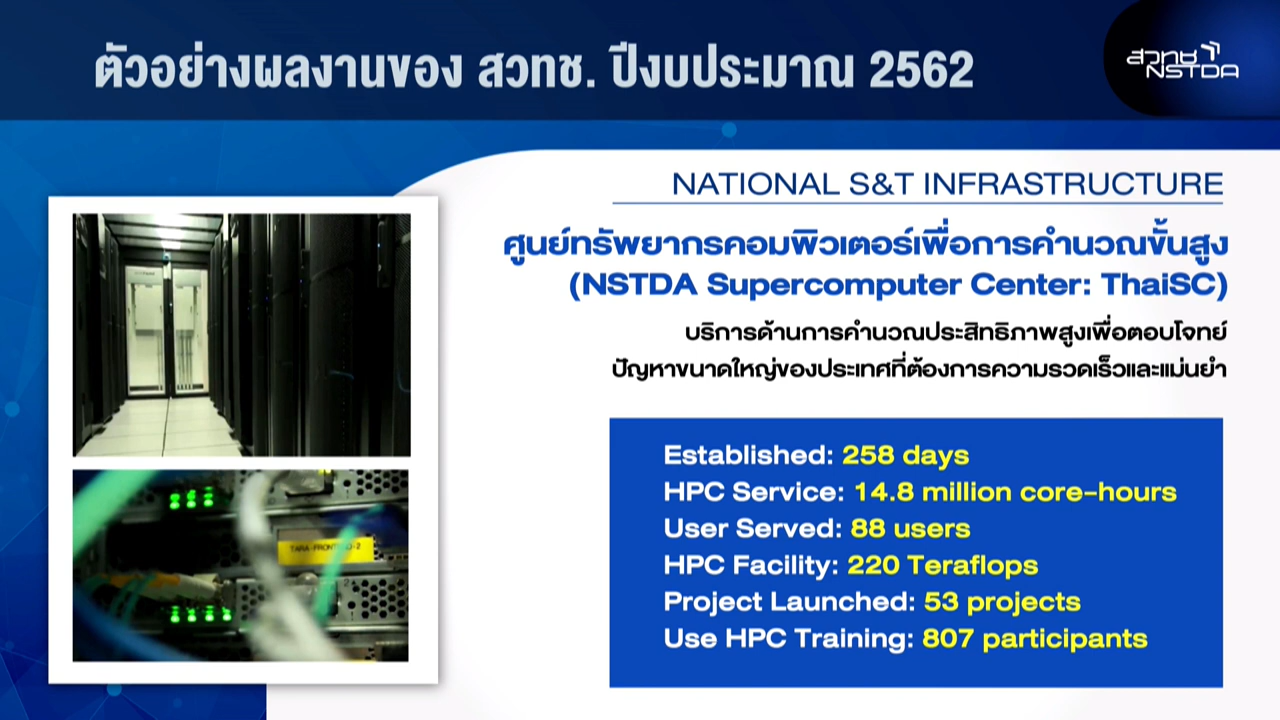 ตัวอย่างผลงานของ สวทช. ปีงบประมาณ 2562
สวทช
NSTDA
NATIONAL S&T INFRASTRUCTURE
ศูนย์ทรัพยากรคอมพิวเตอร์เพื่อการคำนวณขั้นสูง
(NSTDA Supercomputer Center: ThaiSC)
บริการด้านการคำนวณประสิทธิภาพสูงเพื่อตอบโจทย์
ปัญหาขนาดใหญ่ของประเทศที่ต้องการความรวดเร็วและแม่นยำ
Established: 258 days
HPC Service: 14.8 million core-hours
User Served: 88 users
HPC Facility: 220 Teraflops
Project Launched: 53 projects
Use HPC Training: 807 participants